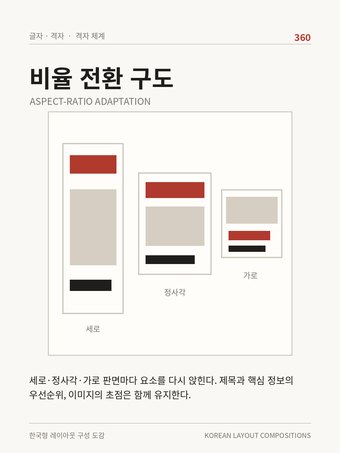 글자 · 격자 · 격자 체계
360
비율 전환 구도
ASPECT-RATIO ADAPTATION
가로
정사각
세로
세로·정사각·가로 판면마다 요소를 다시 앉힌다. 제목과 핵심 정보의
우선순위, 이미지의 초점은 함께 유지한다.
한국형 레이아웃 구성 도감
KOREAN LAYOUT COMPOSITIONS